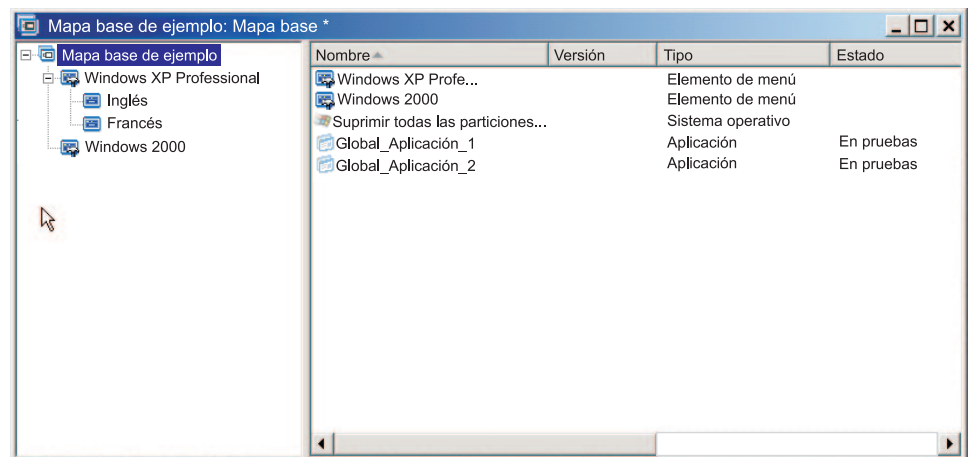 Mapa base de ejemplo: Mapa base *
Mapa base de ejemplo
Windows XP Professional
Inglés
Francés
Windows 2000
Nombre Versión Tipo Estado
Windows XP Profe... Elemento de menú
Windows 2000 Elemento de menú
Suprimir todas las particiones... Sistema operativo
Global_Aplicación_1 Aplicación En pruebas
Global_Aplicación_2 Aplicación En pruebas